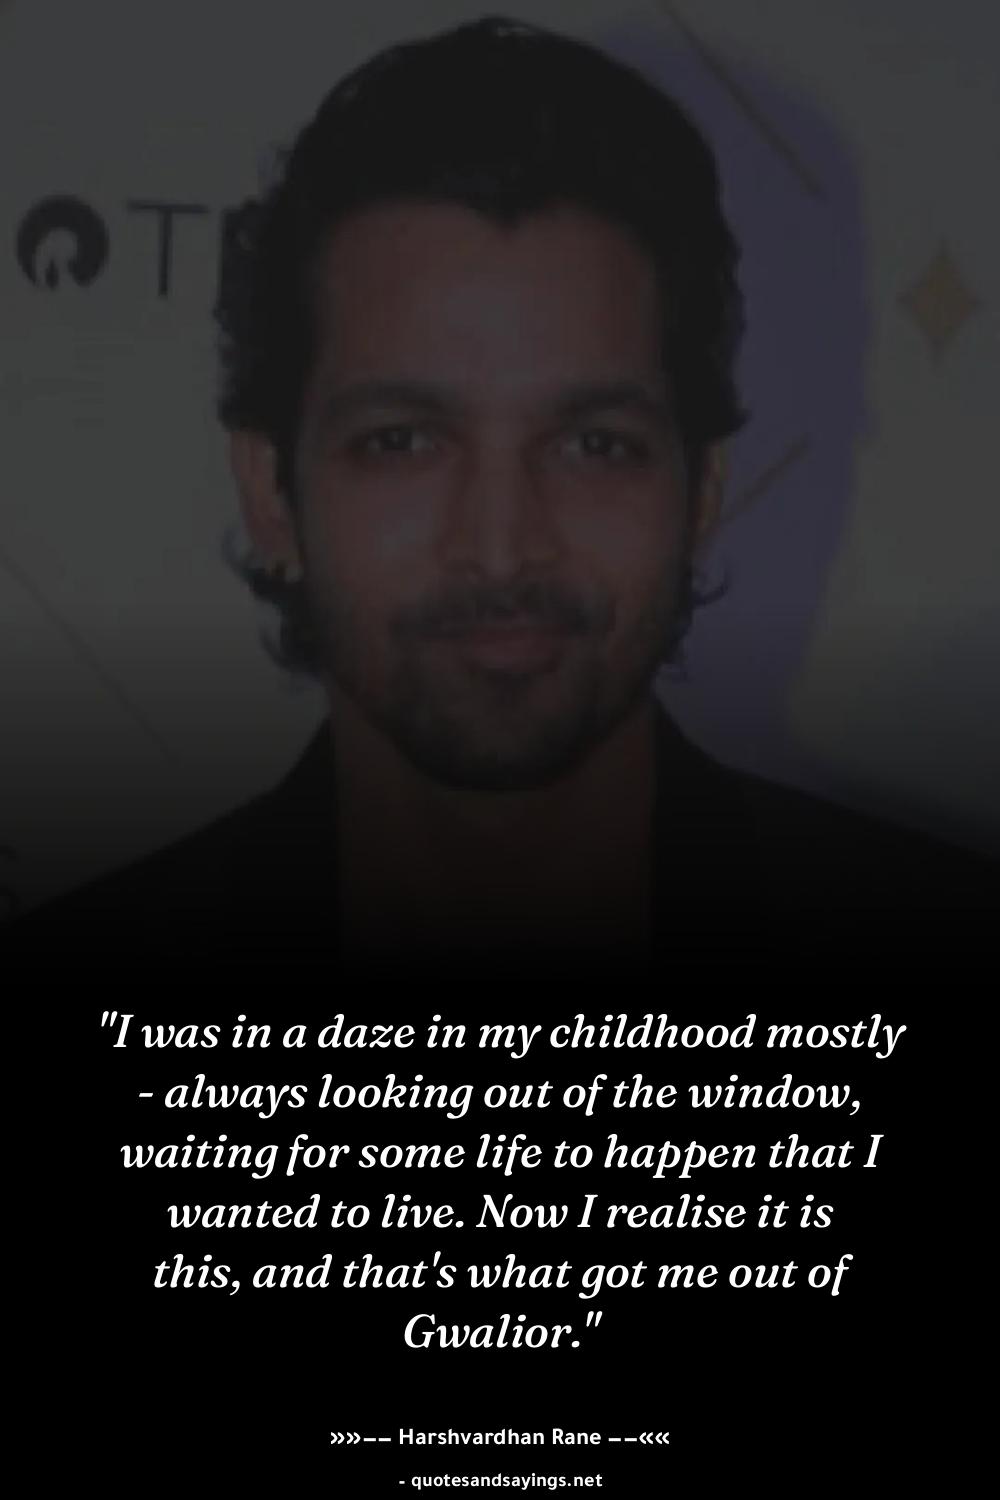 T
"I was in a daze in my childhood mostly
- always looking out of the window,
waiting for some life to happen that I
wanted to live. Now I realise it is
this, and that's what got me out of
Gwalior."
»»–– Harshvardhan Rane ––««
- quotesandsayings.net